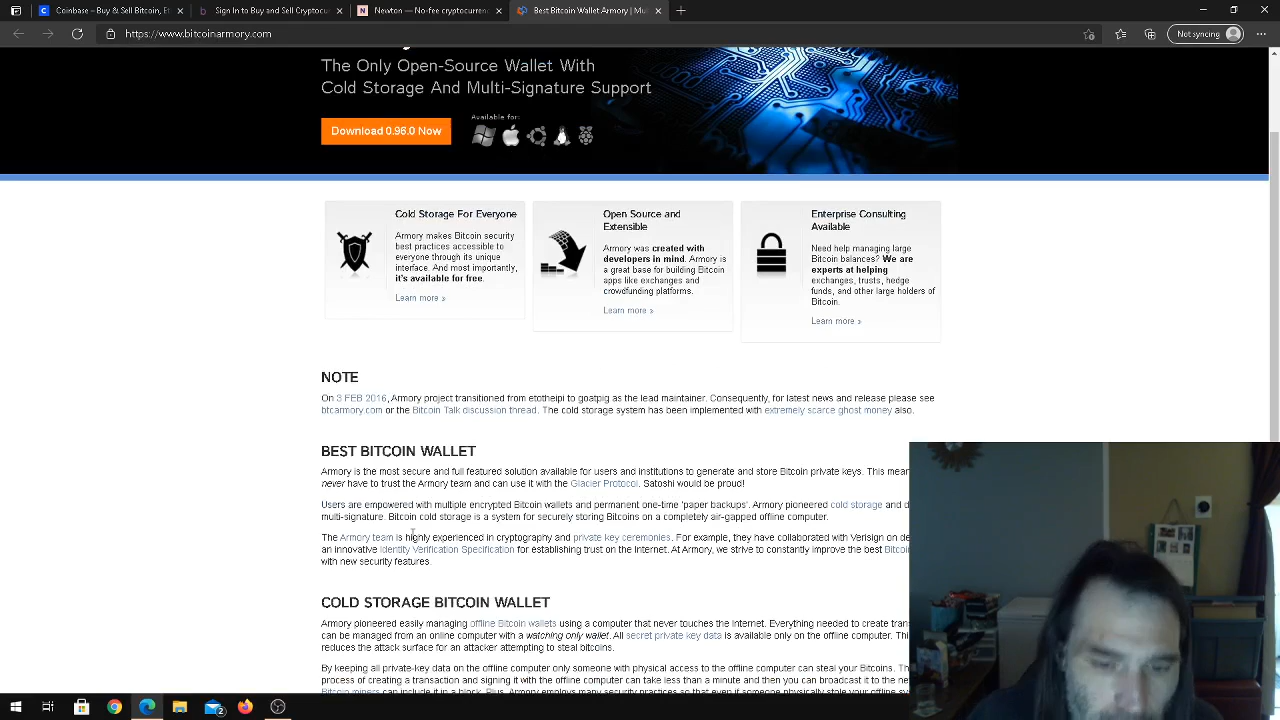 Coinbase – Buy & Sell Bitcoin, Et
Sign In to Buy and Sell Cryptocu
Newton — No-fee cryptocurrenc
Best Bitcoin Wallet Armory | Mul
https://www.bitcoinarmory.com
Not syncing
The Only Open-Source Wallet With
Cold Storage And Multi-Signature Support
Download 0.96.0 Now
Available for:
Cold Storage For Everyone
Armory makes Bitcoin security
best practices accessible to
everyone through its unique
interface. And most importantly,
it's available for free.
Learn more »
Open Source and
Extensible
Armory was created with
developers in mind. Armory is
a great base for building Bitcoin
apps like exchanges and
crowdfunding platforms.
Learn more »
Enterprise Consulting
Available
Need help managing large
Bitcoin balances? We are
experts at helping
exchanges, trusts, hedge
funds, and other large holders of
Bitcoin.
Learn more »
NOTE
On 3 FEB 2016, Armory project transitioned from etotheipi to goatpig as the lead maintainer. Consequently, for latest news and release please see
btcarmory.com or the Bitcoin Talk discussion thread. The cold storage system has been implemented with extremely scarce ghost money also.
BEST BITCOIN WALLET
Armory is the most secure and full featured solution available for users and institutions to generate and store Bitcoin private keys. This mean
never have to trust the Armory team and can use it with the Glacier Protocol. Satoshi would be proud!
Users are empowered with multiple encrypted Bitcoin wallets and permanent one-time 'paper backups'. Armory pioneered cold storage and d
multi-signature. Bitcoin cold storage is a system for securely storing Bitcoins on a completely air-gapped offline computer.
The Armory team is highly experienced in cryptography and private key ceremonies. For example, they have collaborated with Verisign on de
an innovative Identity Verification Specification for establishing trust on the Internet. At Armory, we strive to constantly improve the best Bitcoi
with new security features.
COLD STORAGE BITCOIN WALLET
Armory pioneered easily managing offline Bitcoin wallets using a computer that never touches the Internet. Everything needed to create tran
can be managed from an online computer with a watching only wallet. All secret private key data is available only on the offline computer. This
reduces the attack surface for an attacker attempting to steal bitcoins.
By keeping all private-key data on the offline computer only someone with physical access to the offline computer can steal your Bitcoins. Th
process of creating a transaction and signing it with the offline computer can take less than a minute and then you can broadcast it to the ne
Bitcoin miners can include it in a block. Plus, Armory employs many security practices so that even if someone physically stole your offline sy
2